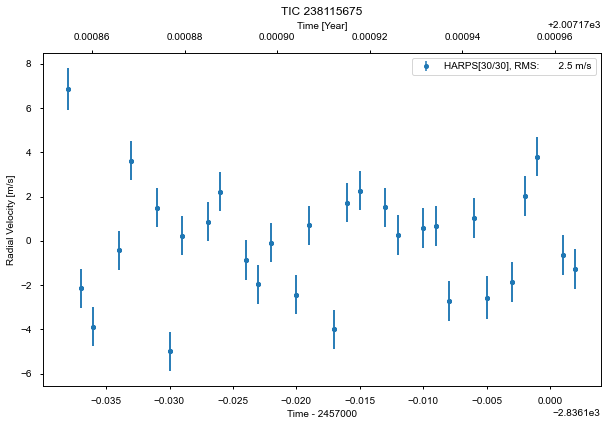 TIC 238115675
Time [Year]
+2.00717e3
0.00086 0.00088 0.00090 0.00092 0.00094 0.00096
HARPS[30/30], RMS: 2.5 m/s
8
6
4
2
0
−2
−4
−6
Radial Velocity [m/s]
−0.035 −0.030 −0.025 −0.020 −0.015 −0.010 −0.005 0.000
Time - 2457000
−2.8361e3